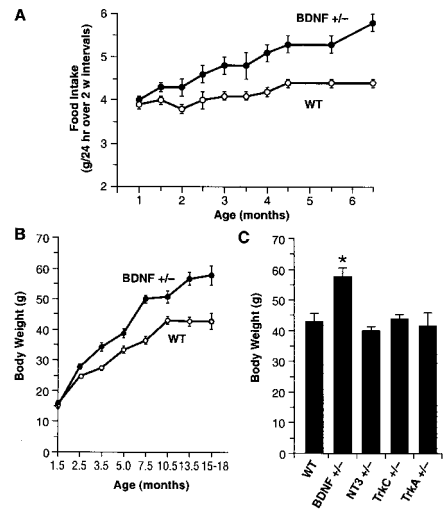 A
Food Intake
(g/24 hr over 2 w intervals)
6
5
4
3
2
BDNF +/−
WT
1 2 3 4 5 6
Age (months)
B
Body Weight (g)
70
60
50
40
30
20
10
0
BDNF +/−
WT
1.5 2.5 3.5 5.0 7.5 10.5 13.5 15-18
Age (months)
C
Body Weight (g)
70
60
50
40
30
20
10
0
*
WT
BDNF +/−
NT3 +/−
TrkC +/−
TrkA +/−